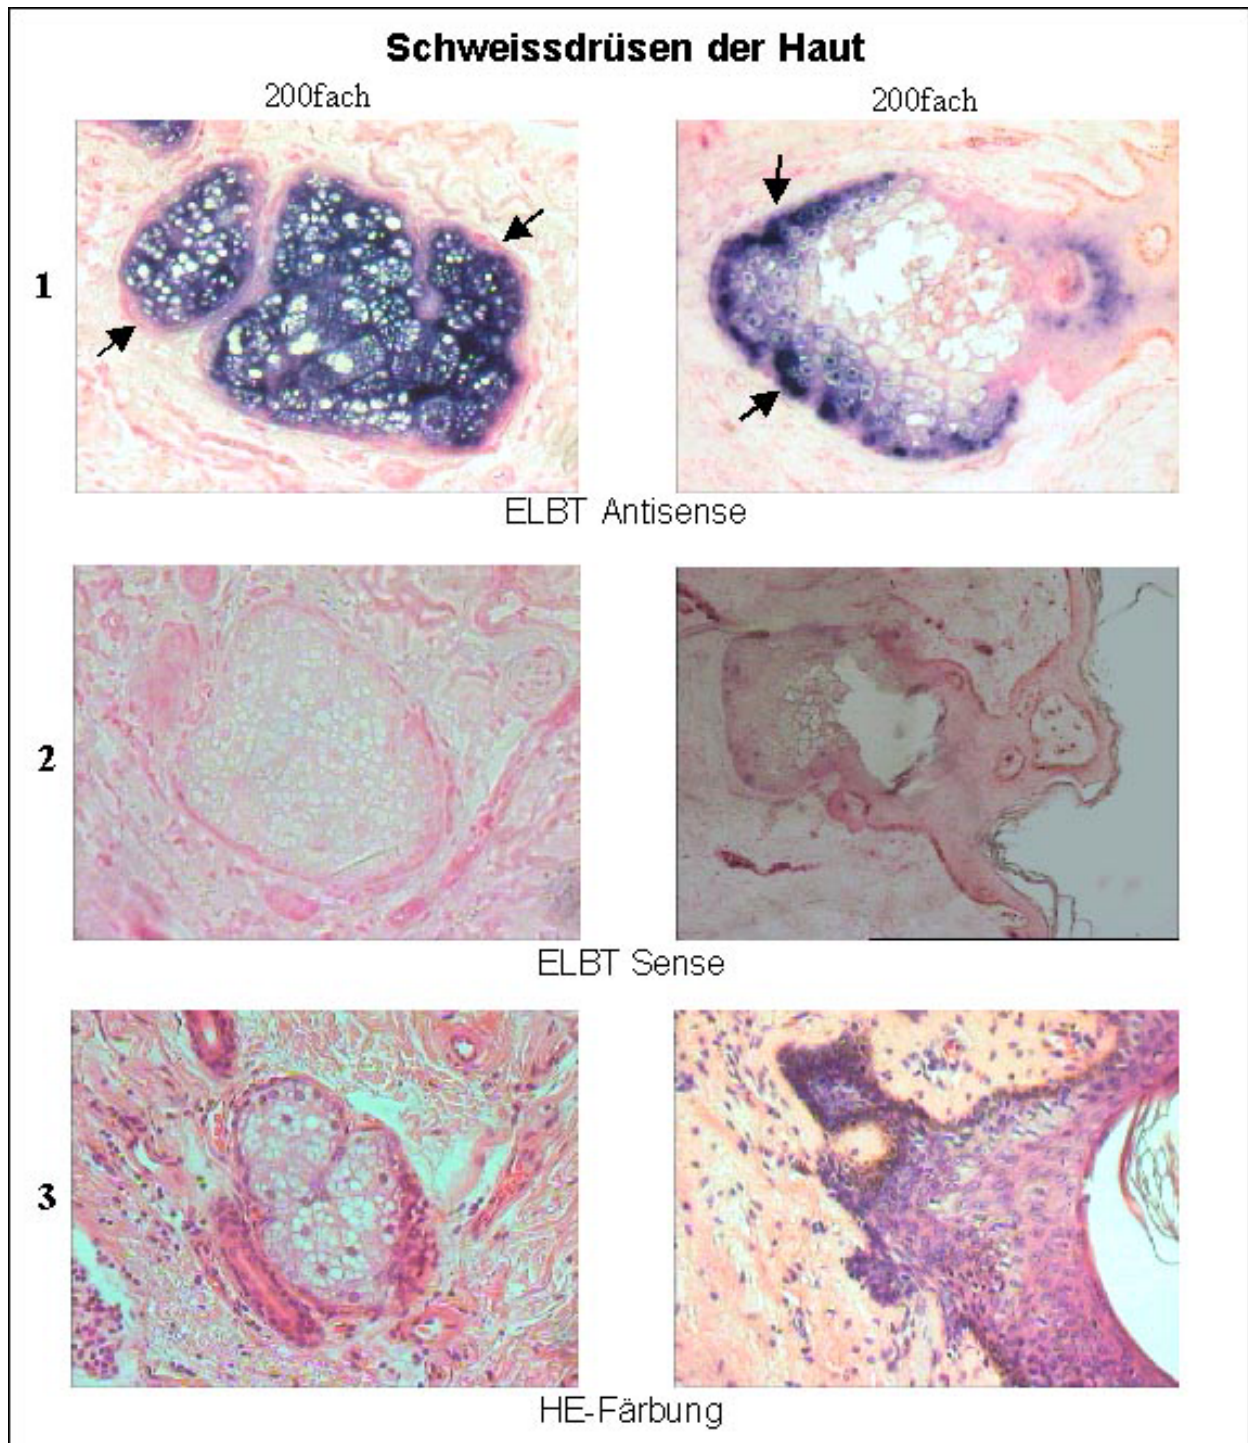 Schweissdrüsen der Haut
200fach 200fach
1
ELBT Antisense
2
ELBT Sense
3
HE-Färbung